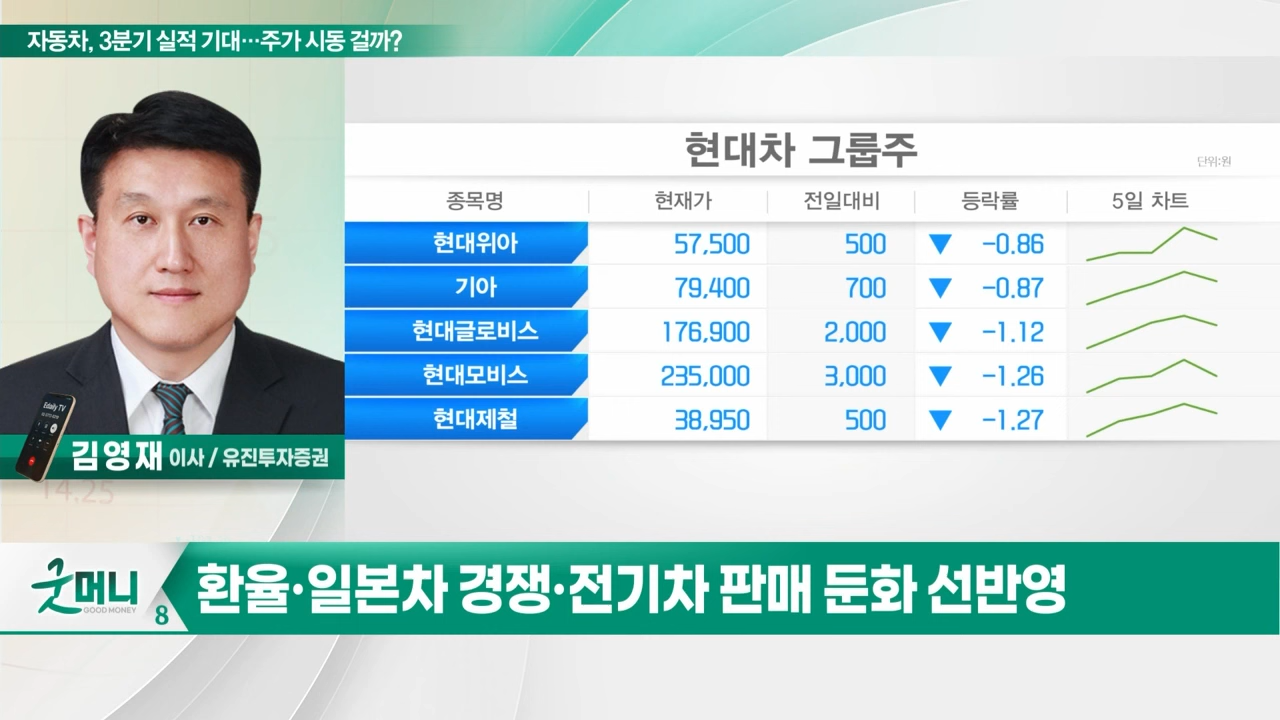 자동차, 3분기 실적 기대…주가 시동 걸까?
현대차 그룹주
단위:원
종목명 현재가 전일대비 등락률 5일 차트
현대위아 57,500 500 ▼ -0.86
기아 79,400 700 ▼ -0.87
현대글로비스 176,900 2,000 ▼ -1.12
현대모비스 235,000 3,000 ▼ -1.26
현대제철 38,950 500 ▼ -1.27
Edaily TV
김영재 이사 / 유진투자증권
14.25
굿머니
GOOD MONEY
8
환율·일본차 경쟁·전기차 판매 둔화 선반영